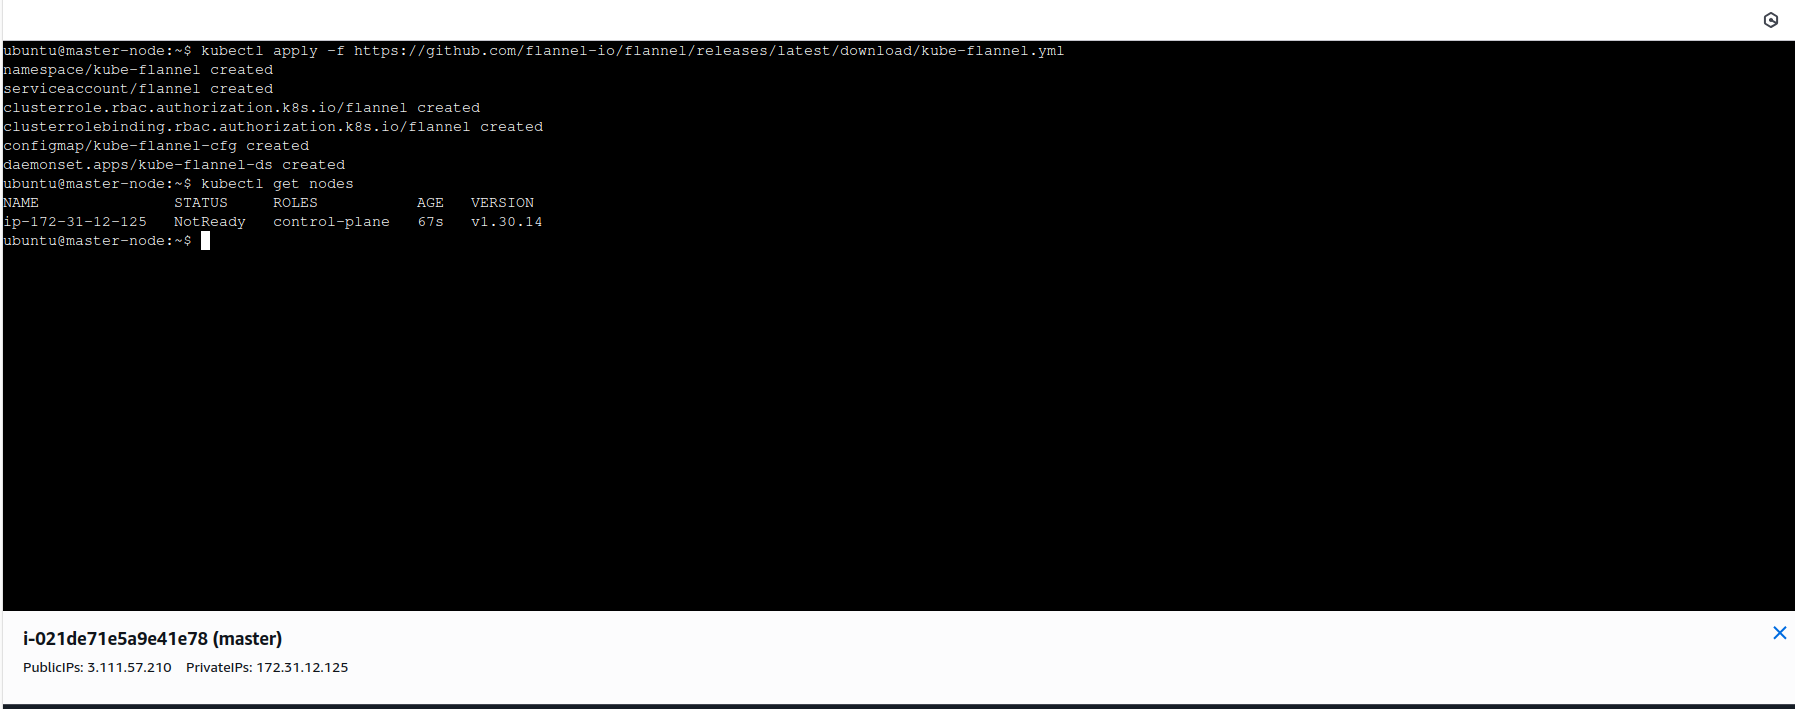 ubuntu@master-node:~$ kubectl apply -f https://github.com/flannel-io/flannel/releases/latest/download/kube-flannel.yml
namespace/kube-flannel created
serviceaccount/flannel created
clusterrole.rbac.authorization.k8s.io/flannel created
clusterrolebinding.rbac.authorization.k8s.io/flannel created
configmap/kube-flannel-cfg created
daemonset.apps/kube-flannel-ds created
ubuntu@master-node:~$ kubectl get nodes
NAME               STATUS     ROLES           AGE   VERSION
ip-172-31-12-125   NotReady   control-plane   67s   v1.30.14
ubuntu@master-node:~$
i-021de71e5a9e41e78 (master)
PublicIPs: 3.111.57.210   PrivateIPs: 172.31.12.125